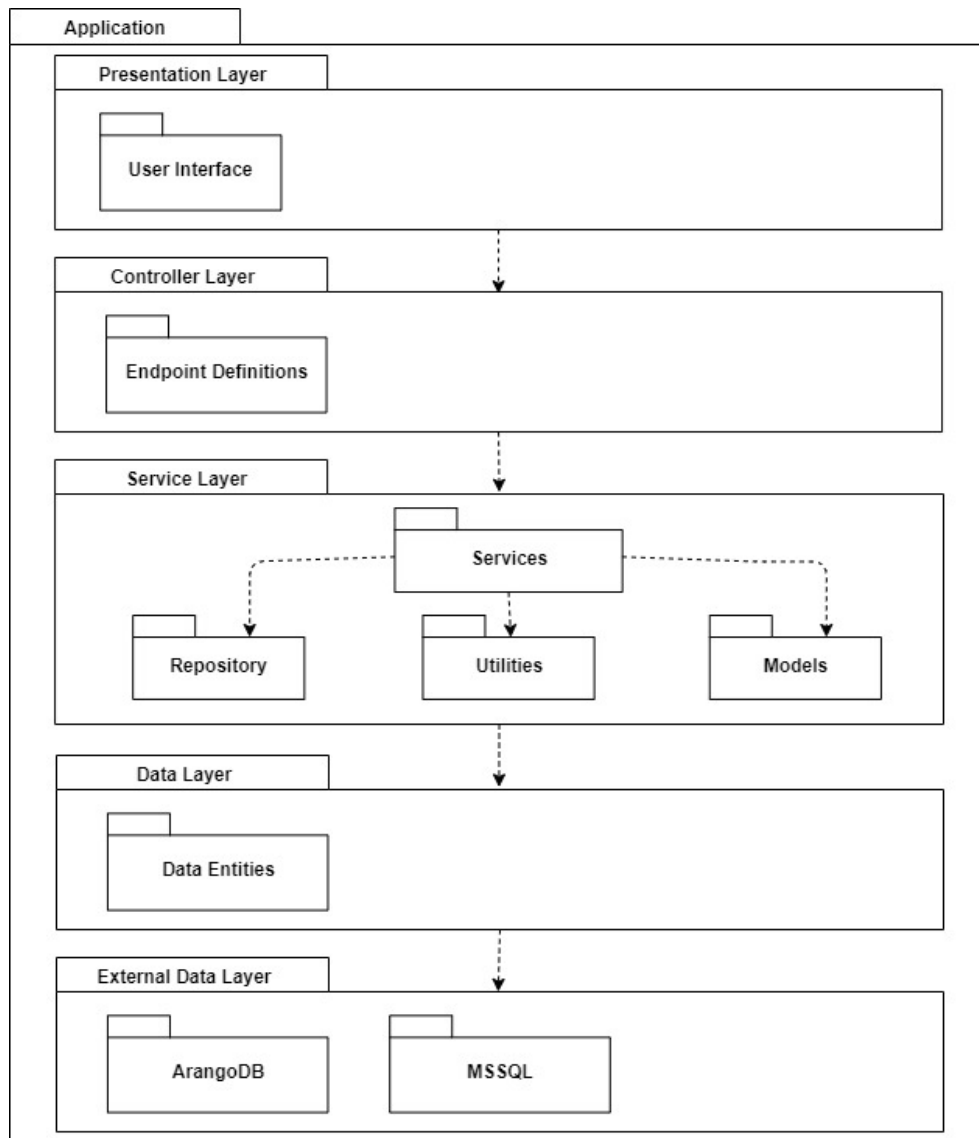 Application
Presentation Layer
User Interface
Controller Layer
Endpoint Definitions
Service Layer
Services
Repository
Utilities
Models
Data Layer
Data Entities
External Data Layer
ArangoDB
MSSQL